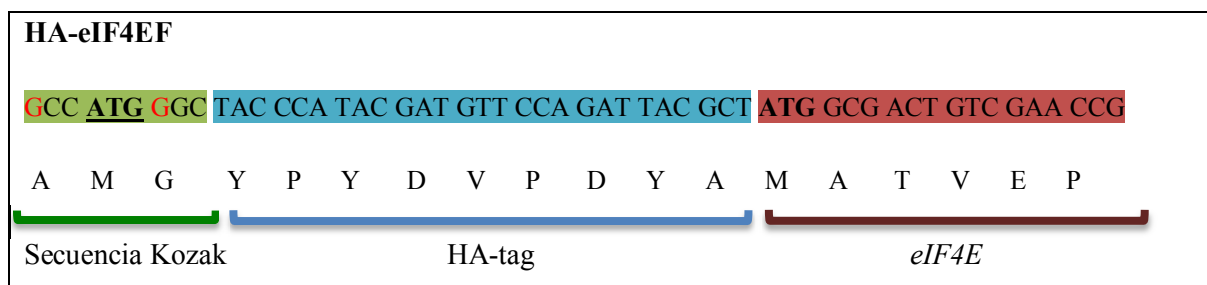 HA-eIF4EF
GCC ATG GGC TAC CCA TAC GAT GTT CCA GAT TAC GCT ATG GCG ACT GTC GAA CCG
A M G Y P Y D V P D Y A M A T V E P
Secuencia Kozak HA-tag eIF4E